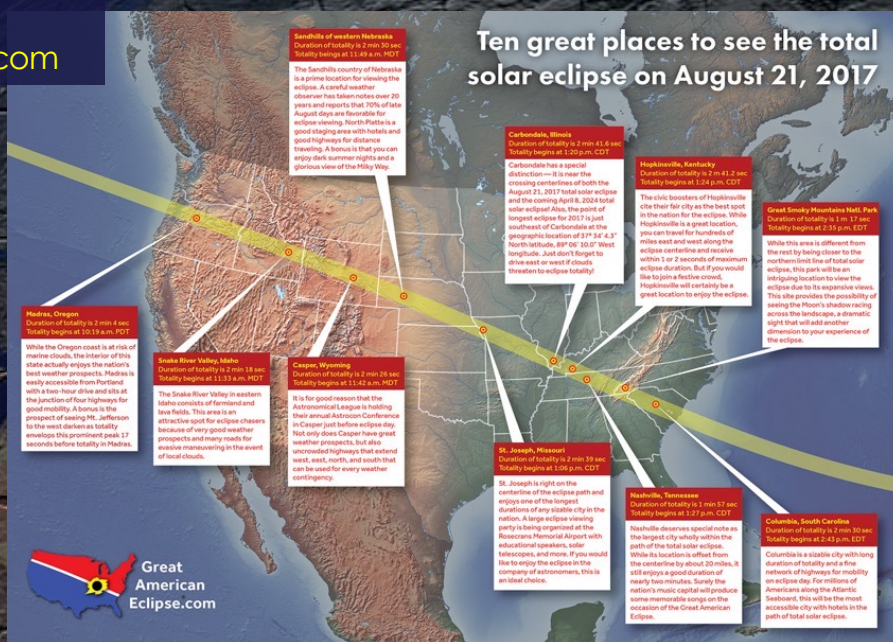 com
Ten great places to see the total
solar eclipse on August 21, 2017
Sandhills of western Nebraska
Duration of totality is 2 min 30 sec
Totality beings at 11:49 a.m. MDT
The Sandhills country of Nebraska
is a prime location for viewing the
eclipse. A careful weather
observer has taken notes over 20
years and reports that 70% of late
August days are favorable for
eclipse viewing. North Platte is a
good staging area with hotels and
good highways for distance
traveling. A bonus is that you can
enjoy dark summer nights and a
glorious view of the Milky Way.
Carbondale, Illinois
Duration of totality is 2 min 41.6 sec
Totality begins at 1:20 p.m. CDT
Carbondale has a special
distinction — it is near the
crossing centerlines of both the
August 21, 2017 total solar eclipse
and the coming April 8, 2024 total
solar eclipse! Also, the point of
longest eclipse for 2017 is just
southeast of Carbondale at the
geographic location of 37° 34' 4.3"
North latitude, 89° 06' 10.0" West
longitude. Just don't forget to
drive east or west if clouds
threaten to eclipse totality!
Hopkinsville, Kentucky
Duration of totality is 2 m 41.2 sec
Totality begins at 1:24 p.m. CDT
The civic boosters of Hopkinsville
cite their fair city as the best spot
in the nation for the eclipse. While
Hopkinsville is a great location,
you can travel for hundreds of
miles east and west along the
eclipse centerline and receive
within 1 or 2 seconds of maximum
eclipse duration. But if you would
like to join a festive crowd,
Hopkinsville will certainly be a
great location to enjoy the eclipse.
Great Smoky Mountains Natl. Park
Duration of totality is 1 m 17 sec
Totality begins at 2:35 p.m. EDT
While this area is different from
the rest by being closer to the
northern limit line of total solar
eclipse, this park will be an
intriguing location to view the
eclipse due to its expansive views.
This site provides the possibility of
seeing the Moon's shadow racing
across the landscape, a dramatic
sight that will add another
dimension to your experience of
the eclipse.
Madras, Oregon
Duration of totality is 2 min 4 sec
Totality begins at 10:19 a.m. PDT
While the Oregon coast is at risk of
marine clouds, the interior of this
state actually enjoys the nation's
best weather prospects. Madras is
easily accessible from Portland
with a two-hour drive and sits at
the junction of four highways for
good mobility. A bonus is the
prospect of seeing Mt. Jefferson
to the west darken as totality
envelops this prominent peak 17
seconds before totality in Madras.
Snake River Valley, Idaho
Duration of totality is 2 min 18 sec
Totality begins at 11:33 a.m. MDT
The Snake River Valley in eastern
Idaho consists of farmland and
lava fields. This area is an
attractive spot for eclipse chasers
because of very good weather
prospects and many roads for
evasive maneuvering in the event
of local clouds.
Casper, Wyoming
Duration of totality is 2 min 26 sec
Totality begins at 11:42 a.m. MDT
It is for good reason that the
Astronomical League is holding
their annual Astrocon Conference
in Casper just before eclipse day.
Not only does Casper have great
weather prospects, but also
uncrowded highways that extend
west, east, north, and south that
can be used for every weather
contingency.
St. Joseph, Missouri
Duration of totality is 2 min 39 sec
Totality begins at 1:06 p.m. CDT
St. Joseph is right on the
centerline of the eclipse path and
enjoys one of the longest
durations of any sizable city in the
nation. A large eclipse viewing
party is being organized at the
Rosecrans Memorial Airport with
educational speakers, solar
telescopes, and more. If you would
like to enjoy the eclipse in the
company of astronomers, this is
an ideal choice.
Nashville, Tennessee
Duration of totality is 1 min 57 sec
Totality begins at 1:27 p.m. CDT
Nashville deserves special note as
the largest city wholly within the
path of the total solar eclipse.
While its location is offset from
the centerline by about 20 miles, it
still enjoys a good duration of
nearly two minutes. Surely the
nation's music capital will produce
some memorable songs on the
occasion of the Great American
Eclipse.
Columbia, South Carolina
Duration of totality is 2 min 30 sec
Totality begins at 2:43 p.m. EDT
Columbia is a sizable city with long
duration of totality and a fine
network of highways for mobility
on eclipse day. For millions of
Americans along the Atlantic
Seaboard, this will be the most
accessible city with hotels in the
path of total solar eclipse.
Great
American
Eclipse.com